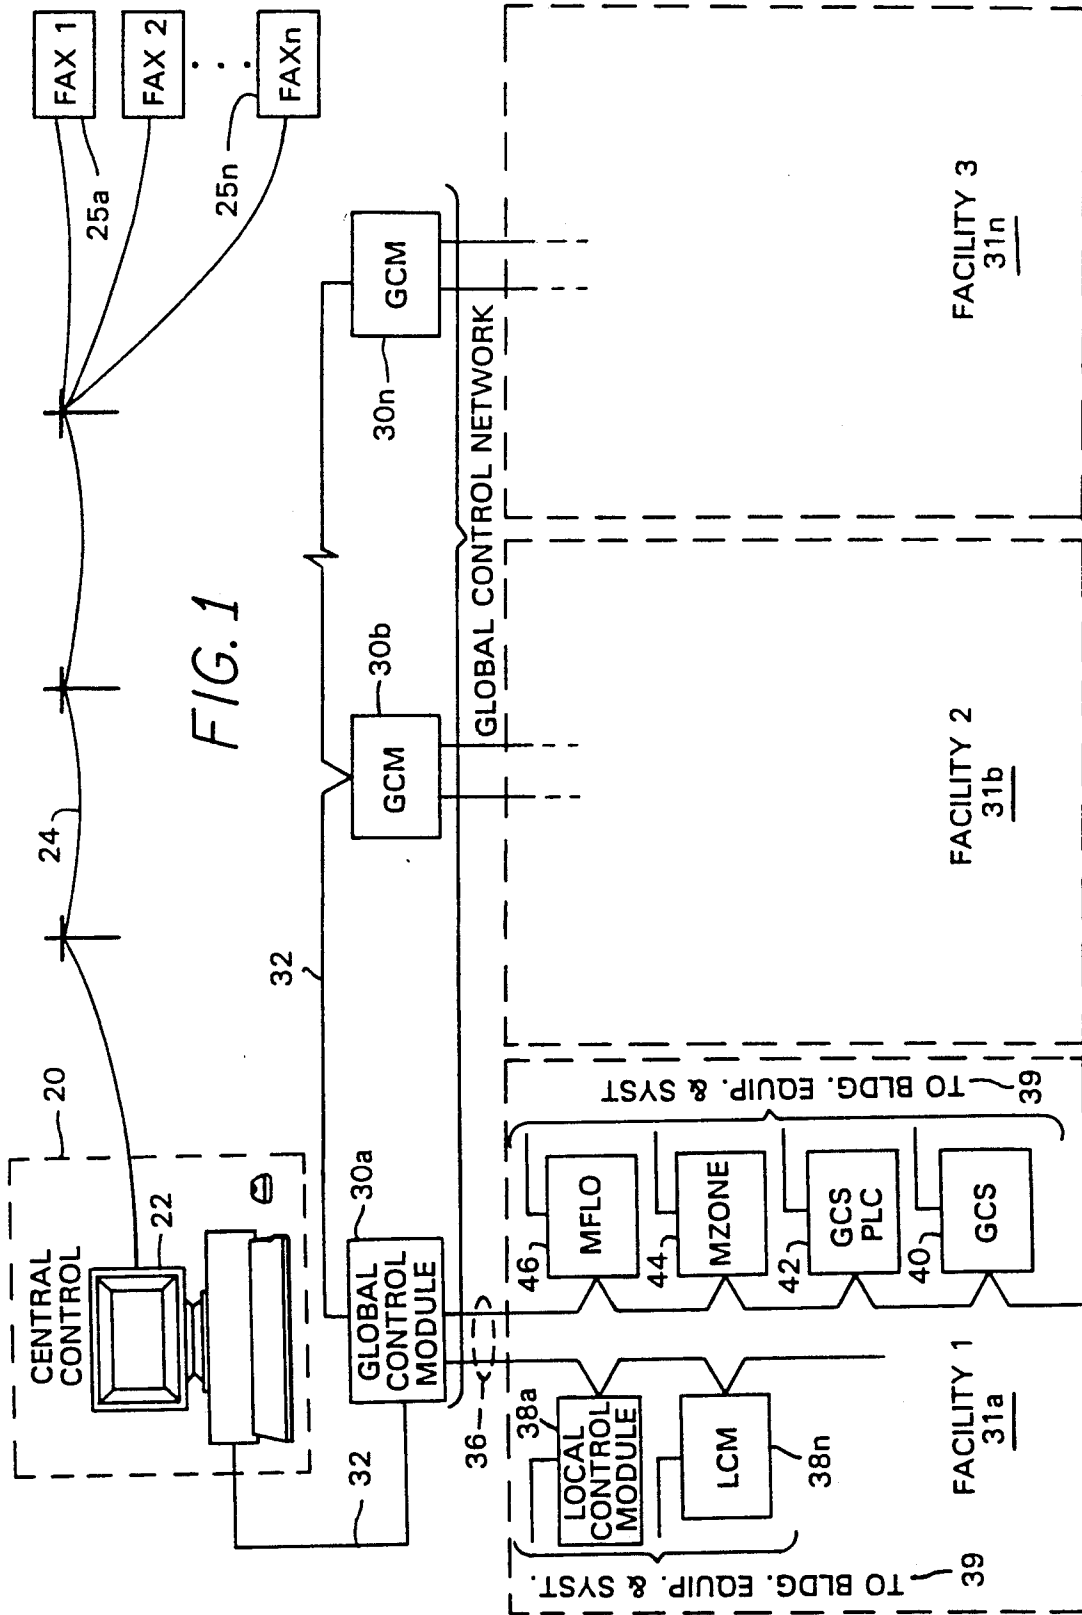 FIG. 1
CENTRAL
CONTROL
20
22
24
FAX 1
25a
FAX 2
FAXn
25n
32
32
GLOBAL
CONTROL
MODULE
30a
GCM
30b
GCM
30n
GLOBAL CONTROL NETWORK
36
LOCAL
CONTROL
MODULE
38a
LCM
38n
TO BLDG. EQUIP. & SYST.
39
MFLO
46
MZONE
44
GCS
PLC
42
GCS
40
TO BLDG. EQUIP. & SYST
39
FACILITY 1
31a
FACILITY 2
31b
FACILITY 3
31n